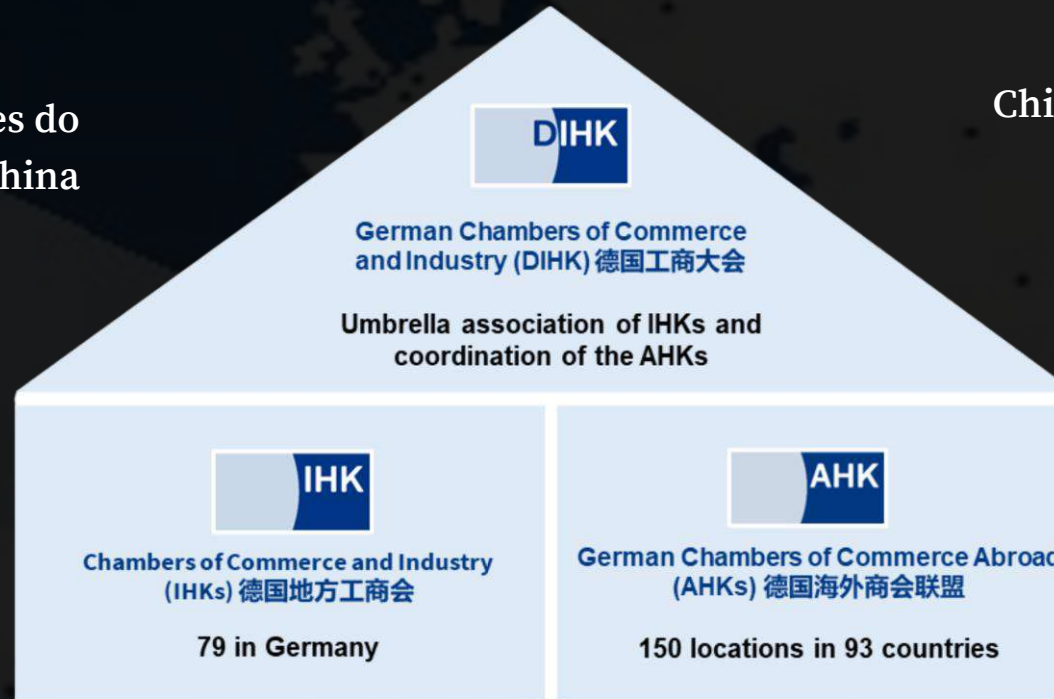 es do
hina
Chi
DIHK
German Chambers of Commerce
and Industry (DIHK) 德国工商大会
Umbrella association of IHKs and
coordination of the AHKs
IHK
Chambers of Commerce and Industry
(IHKs) 德国地方工商会
79 in Germany
AHK
German Chambers of Commerce Abroad
(AHKs) 德国海外商会联盟
150 locations in 93 countries